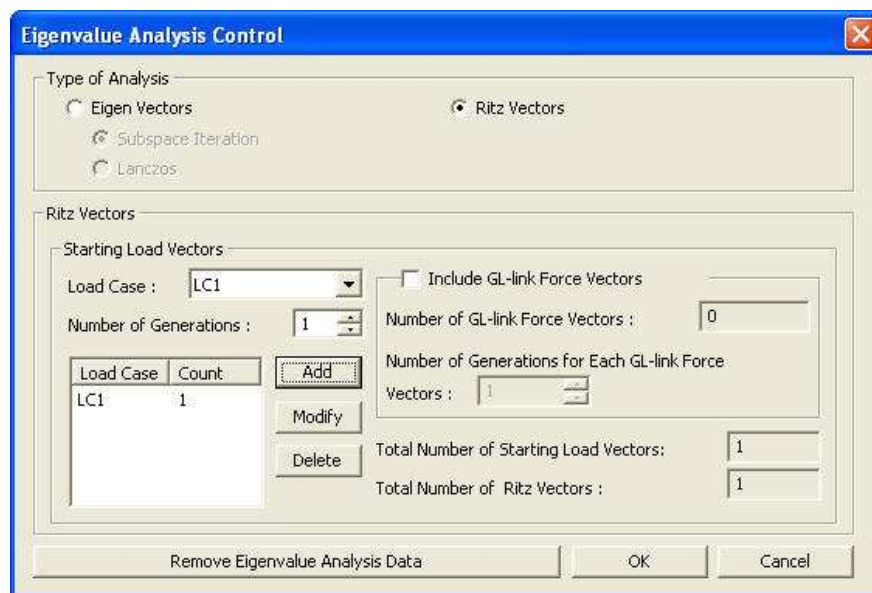 Eigenvalue Analysis Control
Type of Analysis
Eigen Vectors
Ritz Vectors
Subspace Iteration
Lanczos
Ritz Vectors
Starting Load Vectors
Load Case : LC1
Number of Generations : 1
Load Case Count
LC1 1
Add
Modify
Delete
Include GL-link Force Vectors
Number of GL-link Force Vectors : 0
Number of Generations for Each GL-link Force
Vectors : 1
Total Number of Starting Load Vectors: 1
Total Number of Ritz Vectors : 1
Remove Eigenvalue Analysis Data
OK
Cancel